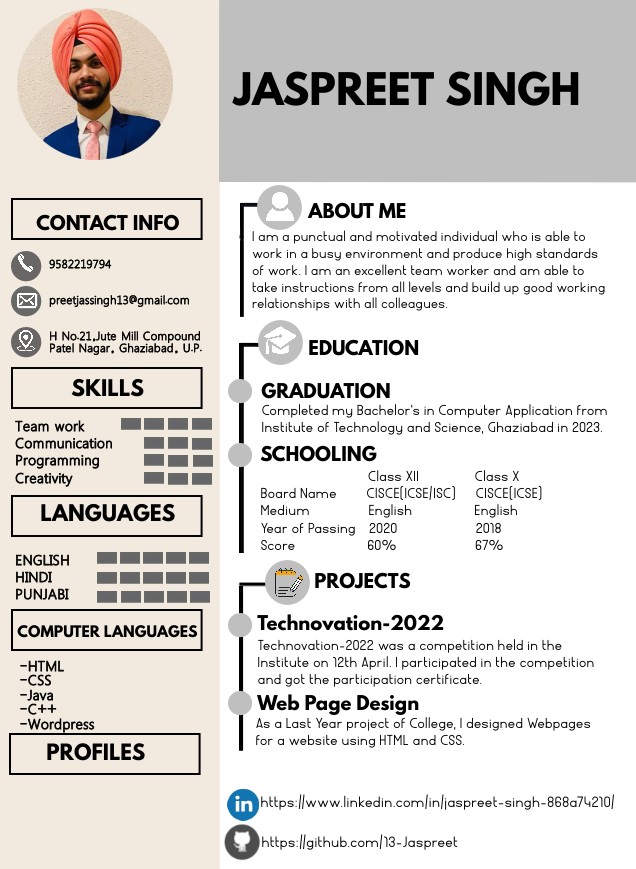 JASPREET SINGH
CONTACT INFO
9582219794
preetjassingh13@gmail.com
H No.21,Jute Mill Compound
Patel Nagar, Ghaziabad, U.P.
SKILLS
Team work
Communication
Programming
Creativity
LANGUAGES
ENGLISH
HINDI
PUNJABI
COMPUTER LANGUAGES
-HTML
-CSS
-Java
-C++
-Wordpress
PROFILES
ABOUT ME
I am a punctual and motivated individual who is able to
work in a busy environment and produce high standards
of work. I am an excellent team worker and am able to
take instructions from all levels and build up good working
relationships with all colleagues.
EDUCATION
GRADUATION
Completed my Bachelor's in Computer Application from
Institute of Technology and Science, Ghaziabad in 2023.
SCHOOLING
Class XII Class X
Board Name CISCE(ICSE/ISC) CISCE(ICSE)
Medium English English
Year of Passing 2020 2018
Score 60% 67%
PROJECTS
Technovation-2022
Technovation-2022 was a competition held in the
Institute on 12th April. I participated in the competition
and got the participation certificate.
Web Page Design
As a Last Year project of College, I designed Webpages
for a website using HTML and CSS.
in https://www.linkedin.com/in/jaspreet-singh-868a74210/
https://github.com/13-Jaspreet